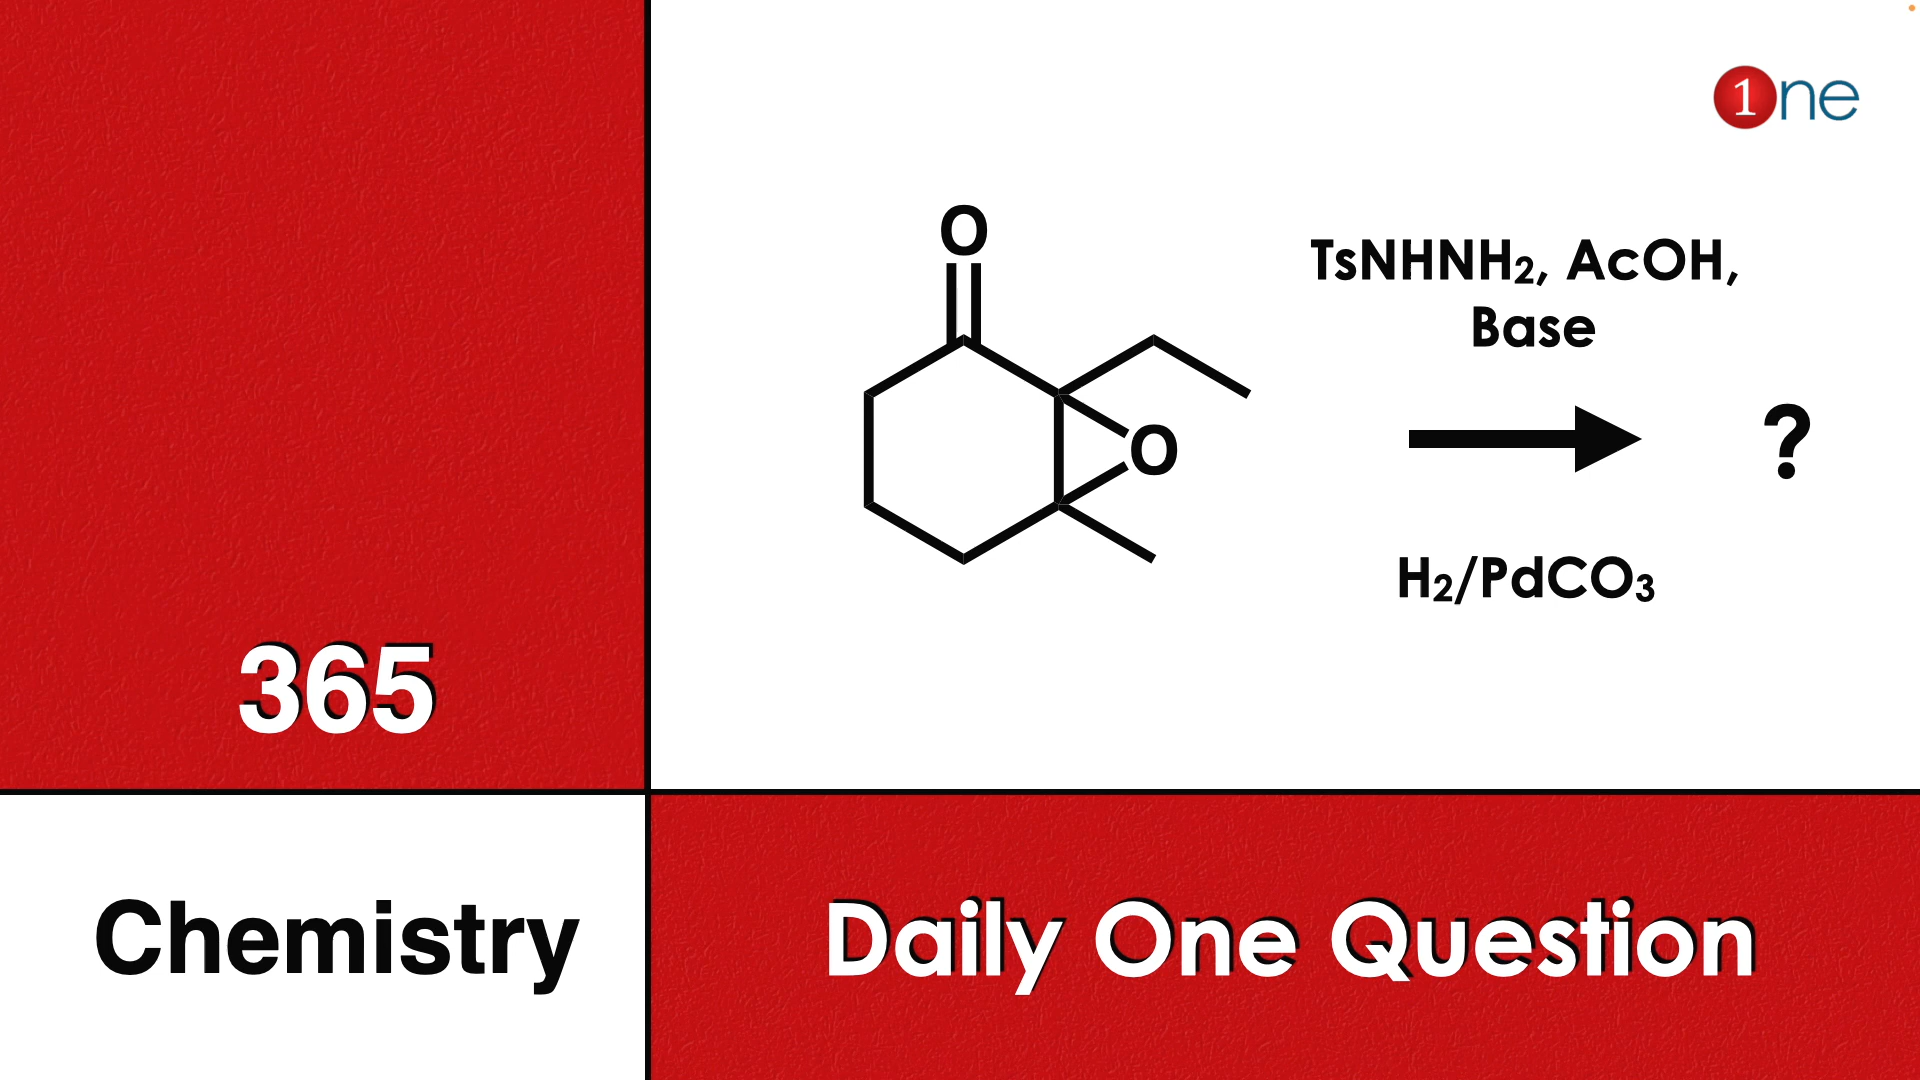 1ne
O
O
TsNHNH₂, AcOH,
Base
?
H₂/PdCO₃
365
Chemistry
Daily One Question